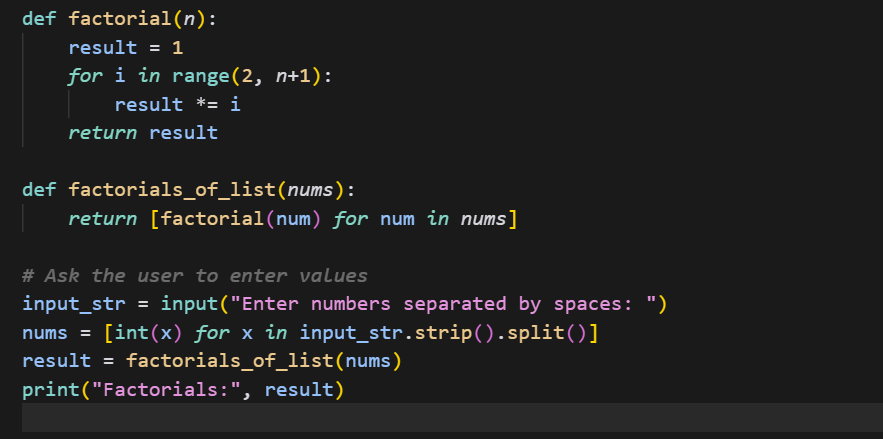 def factorial(n):
    result = 1
    for i in range(2, n+1):
        result *= i
    return result

def factorials_of_list(nums):
    return [factorial(num) for num in nums]

# Ask the user to enter values
input_str = input("Enter numbers separated by spaces: ")
nums = [int(x) for x in input_str.strip().split()]
result = factorials_of_list(nums)
print("Factorials:", result)